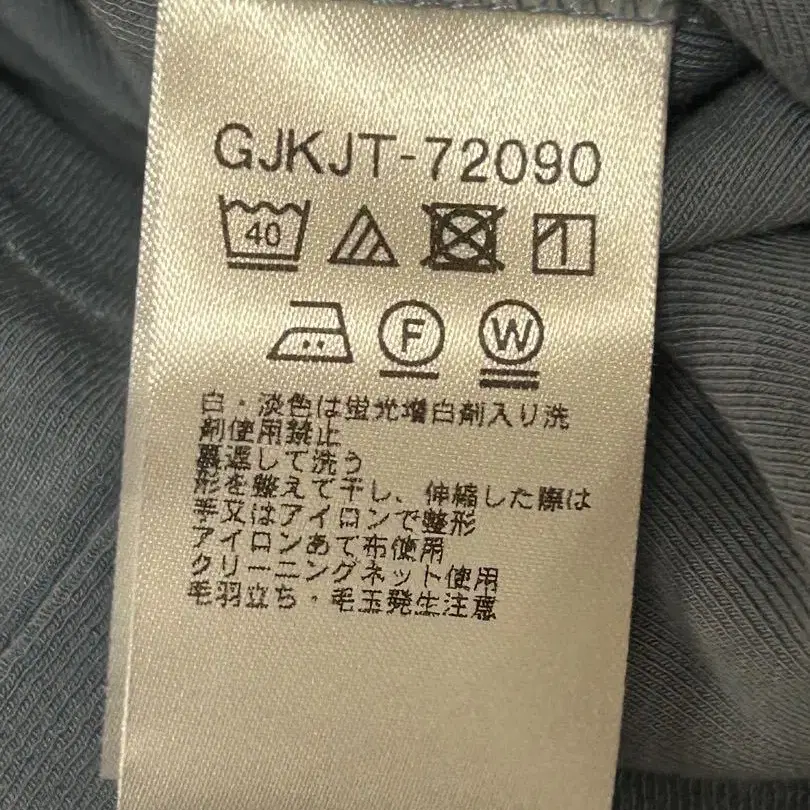 GJKJT-72090
40
F W
白・淡色は蛍光増白剤入り洗
剤使用禁止
裏返して洗う
形を整えて干し、伸縮した際は
手又はアイロンで整形
アイロンあて布使用
クリーニングネット使用
毛羽立ち・毛玉発生注意